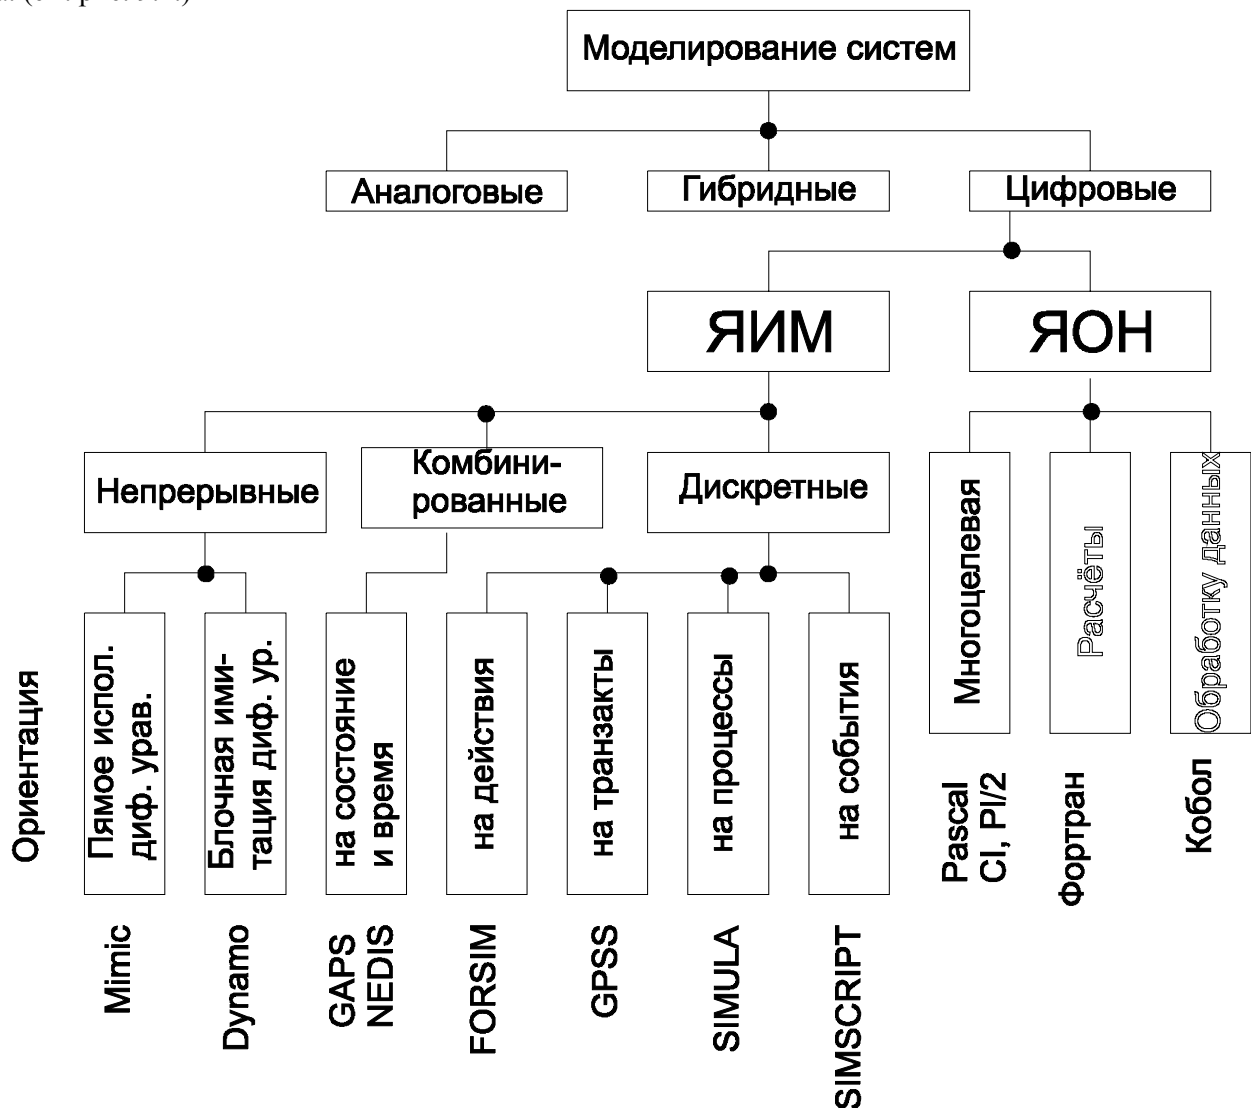 Моделирование систем
Аналоговые
Гибридные
Цифровые
ЯИМ
ЯОН
Непрерывные
Комбини-
рованные
Дискретные
Ориентация
Пямое испол.
диф. урав.
Блочная ими-
тация диф. ур.
на состояние
и время
на действия
на транзакты
на процессы
на события
Многоцелевая
Расчёты
Обработку данных
Mimic
Dynamo
GAPS
NEDIS
FORSIM
GPSS
SIMULA
SIMSCRIPT
Pascal
CI, PI/2
Фортран
Кобол